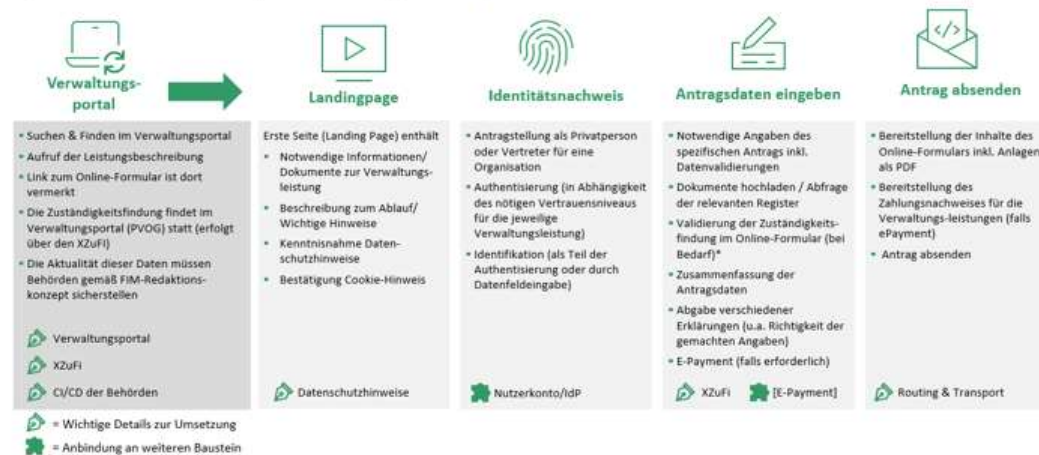 Verwaltungs-
portal
Landingpage
Identitätsnachweis
Antragsdaten eingeben
Antrag absenden
• Suchen & Finden im Verwaltungsportal
• Aufruf der Leistungsbeschreibung
• Link zum Online-Formular ist dort
vermerkt
• Die Zuständigkeitsfindung findet im
Verwaltungsportal (PVOG) statt (erfolgt
über den XZuFi)
• Die Aktualität dieser Daten müssen
Behörden gemäß FIM-Redaktions-
konzept sicherstellen
Verwaltungsportal
XZuFi
CI/CD der Behörden
Erste Seite (Landing Page) enthält
• Notwendige Informationen/
Dokumente zur Verwaltungs-
leistung
• Beschreibung zum Ablauf/
Wichtige Hinweise
• Kenntnisnahme Daten-
schutzhinweise
• Bestätigung Cookie-Hinweis
Datenschutzhinweise
• Antragstellung als Privatperson
oder Vertreter für eine
Organisation
• Authentisierung (in Abhängigkeit
des nötigen Vertrauensniveaus
für die jeweilige
Verwaltungsleistung)
• Identifikation (als Teil der
Authentisierung oder durch
Datenfeldeingabe)
Nutzerkonto/IdP
• Notwendige Angaben des
spezifischen Antrags inkl.
Datenvalidierungen
• Dokumente hochladen / Abfrage
der relevanten Register
• Validierung der Zuständigkeits-
findung im Online-Formular (bei
Bedarf)*
• Zusammenfassung der
Antragsdaten
• Abgabe verschiedener
Erklärungen (u.a. Richtigkeit der
gemachten Angaben)
• E-Payment (falls erforderlich)
XZuFi [E-Payment]
• Bereitstellung der Inhalte des
Online-Formulars inkl. Anlagen
als PDF
• Bereitstellung des
Zahlungsnachweises für die
Verwaltungs-leistungen (falls
ePayment)
• Antrag absenden
Routing & Transport
= Wichtige Details zur Umsetzung
= Anbindung an weiteren Baustein